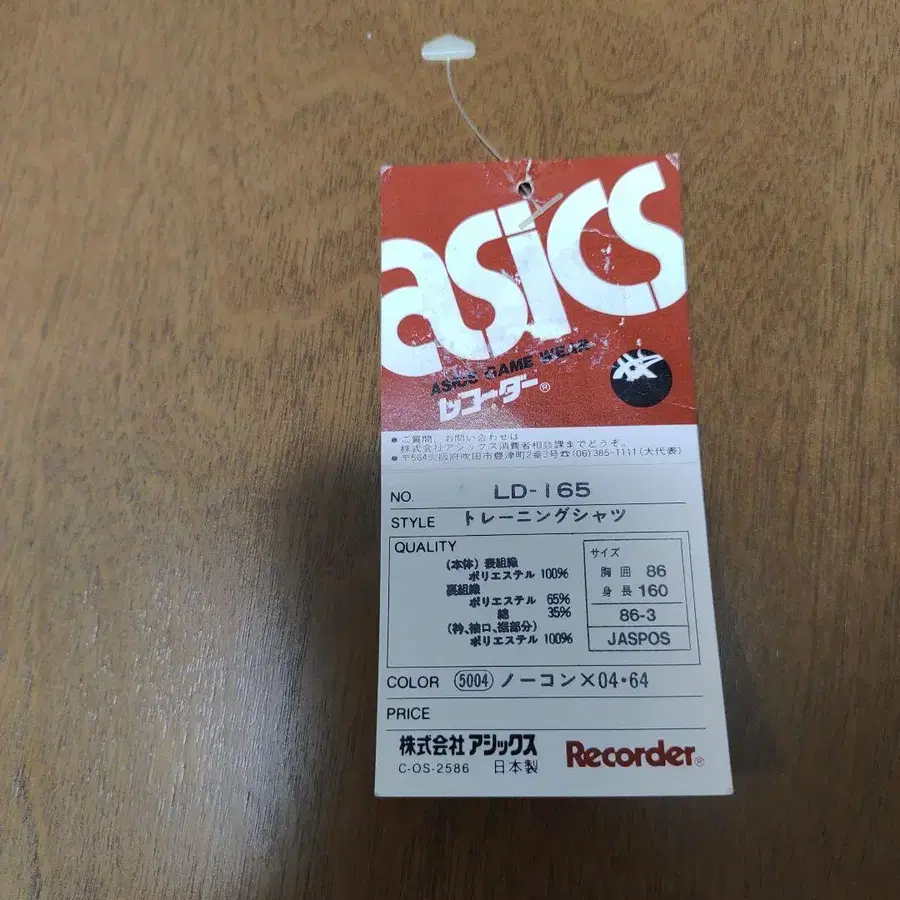 asics
ASICS GAME WEAR
レコーダー®
● ご質問、お問い合わせは
株式会社アシックス消費者相談課までどうぞ。
● 〒564大阪府吹田市豊津町2番3号☎(06)385-1111(大代表)
NO. LD-165
STYLE トレーニングシャツ
QUALITY
(本体) 表組織
ポリエステル 100%
裏組織
ポリエステル 65%
綿 35%
(衿、袖口、裾部分)
ポリエステル 100%
サイズ
胸囲 86
身長 160
86-3
JASPOS
COLOR (5004) ノーコン×04・64
PRICE
株式会社アシックス
C-OS-2586 日本製
Recorder®